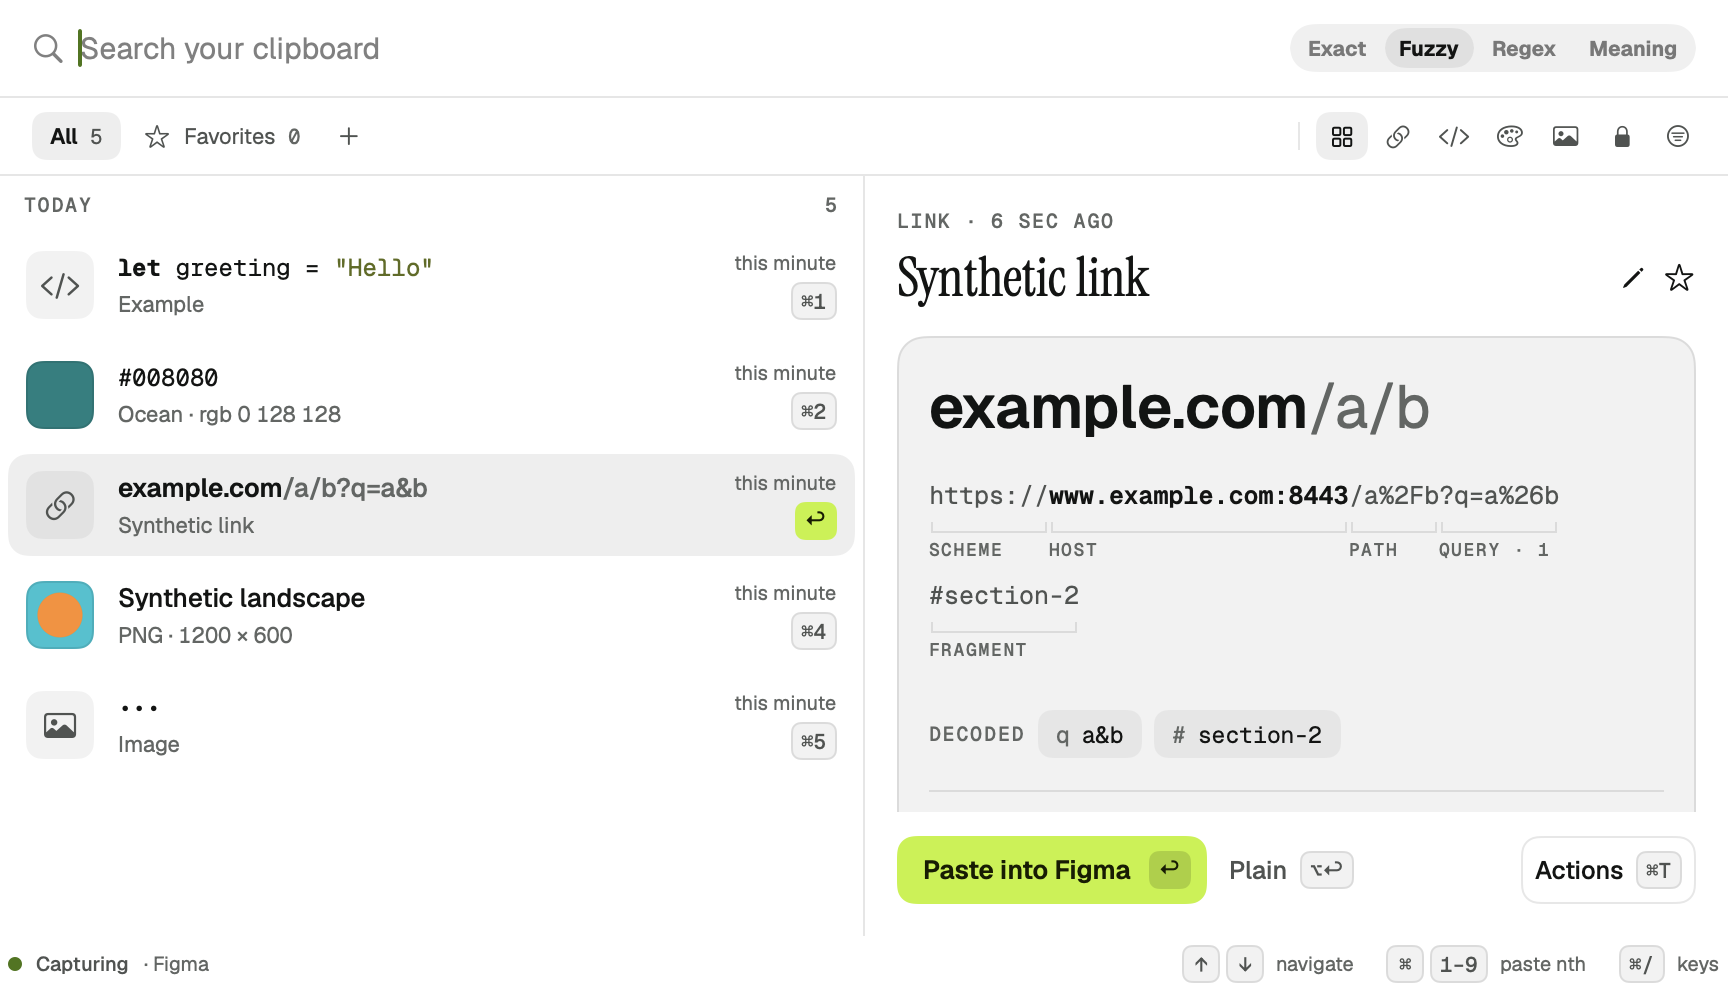 Search your clipboard
Exact Fuzzy Regex Meaning
All 5 Favorites 0
TODAY 5
let greeting = "Hello"
Example
this minute
⌘1
#008080
Ocean · rgb 0 128 128
this minute
⌘2
example.com/a/b?q=a&b
Synthetic link
this minute
Synthetic landscape
PNG · 1200 × 600
this minute
⌘4
...
Image
this minute
⌘5
LINK · 6 SEC AGO
Synthetic link
example.com/a/b
https://www.example.com:8443/a%2Fb?q=a%26b
SCHEME HOST PATH QUERY · 1
#section-2
FRAGMENT
DECODED q a&b # section-2
Paste into Figma ↩ Plain ⌥↩ Actions ⌘T
Capturing · Figma
↑ ↓ navigate ⌘ 1-9 paste nth ⌘/ keys